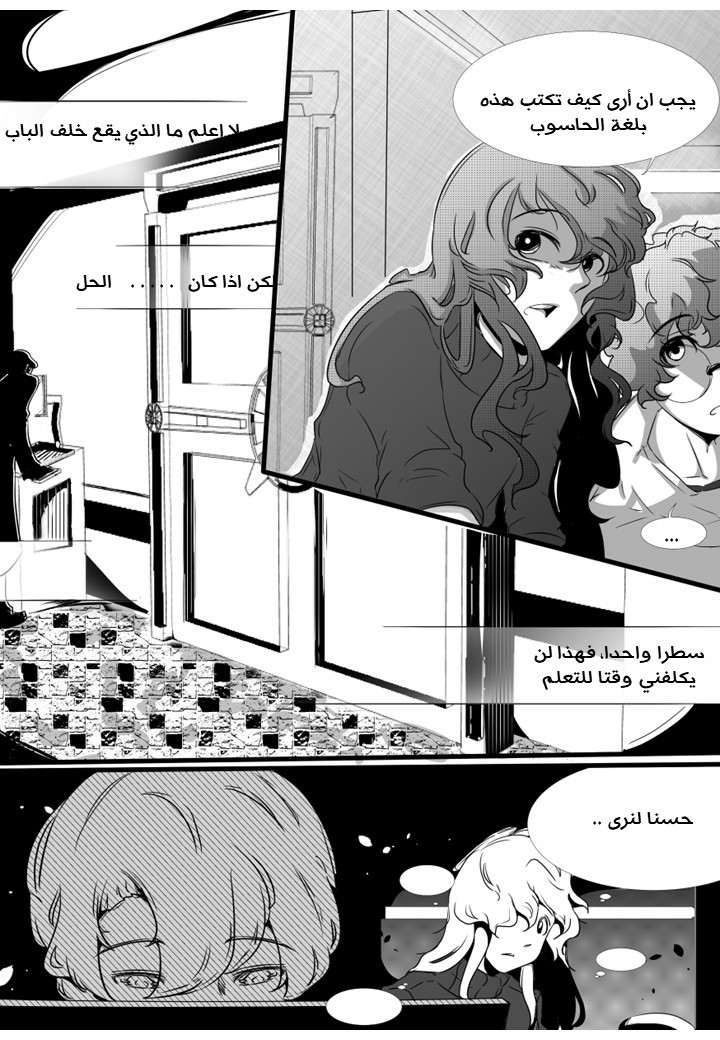 يجب ان أرى كيف تكتب هذه
بلغة الحاسوب
لا اعلم ما الذي يقع خلف الباب
لكن اذا كان ..... الحل
...
سطرا واحدا، فهذا لن
يكلفني وقتا للتعلم
حسنا لنرى ..